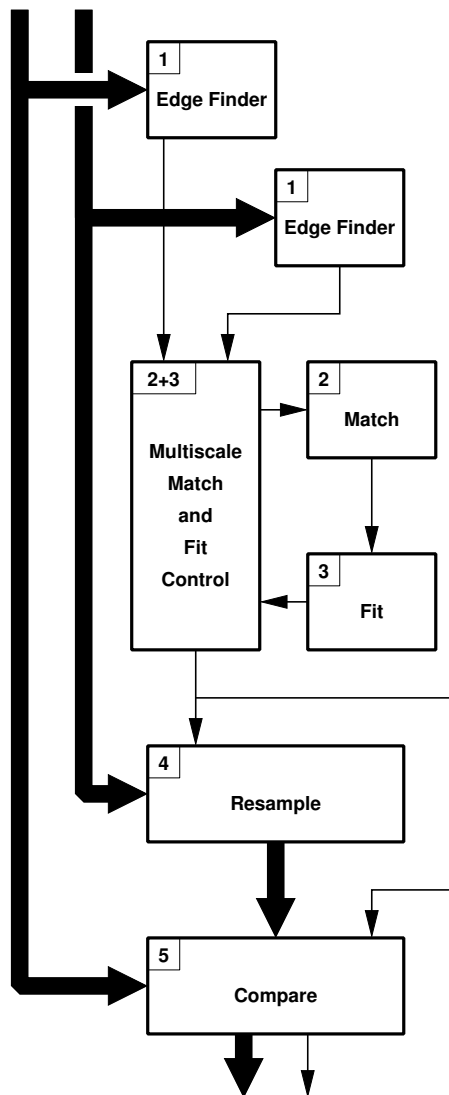 1
Edge Finder
1
Edge Finder
2+3
Multiscale
Match
and
Fit
Control
2
Match
3
Fit
4
Resample
5
Compare